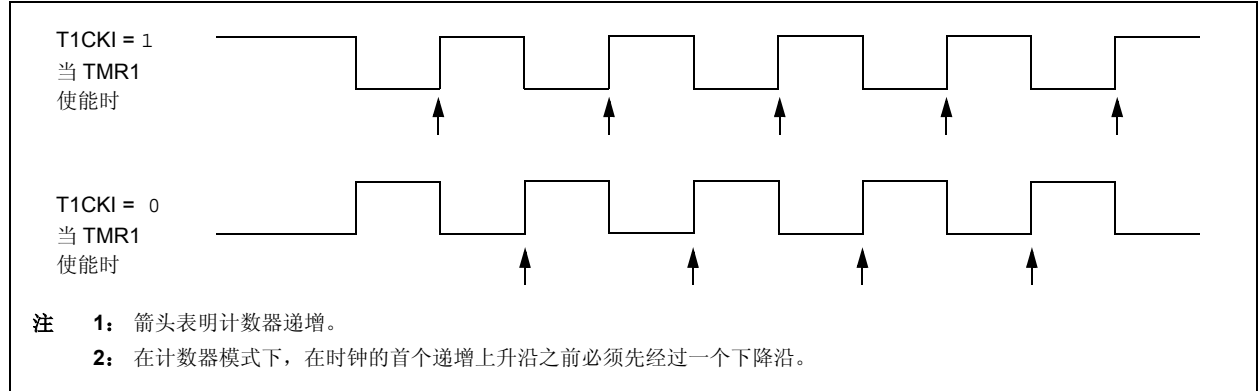 T1CKI = 1
当 TMR1
使能时
T1CKI = 0
当 TMR1
使能时
注 1： 箭头表明计数器递增。
2： 在计数器模式下，在时钟的首个递增上升沿之前必须先经过一个下降沿。